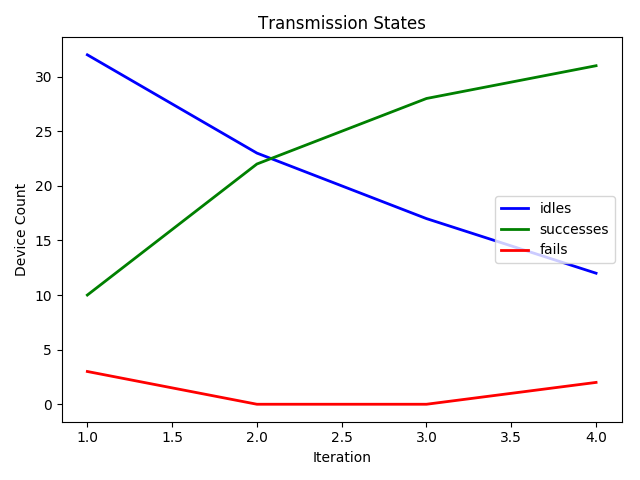 Transmission States
Device Count
30
25
20
15
10
5
0
idles
successes
fails
1.0 1.5 2.0 2.5 3.0 3.5 4.0
Iteration